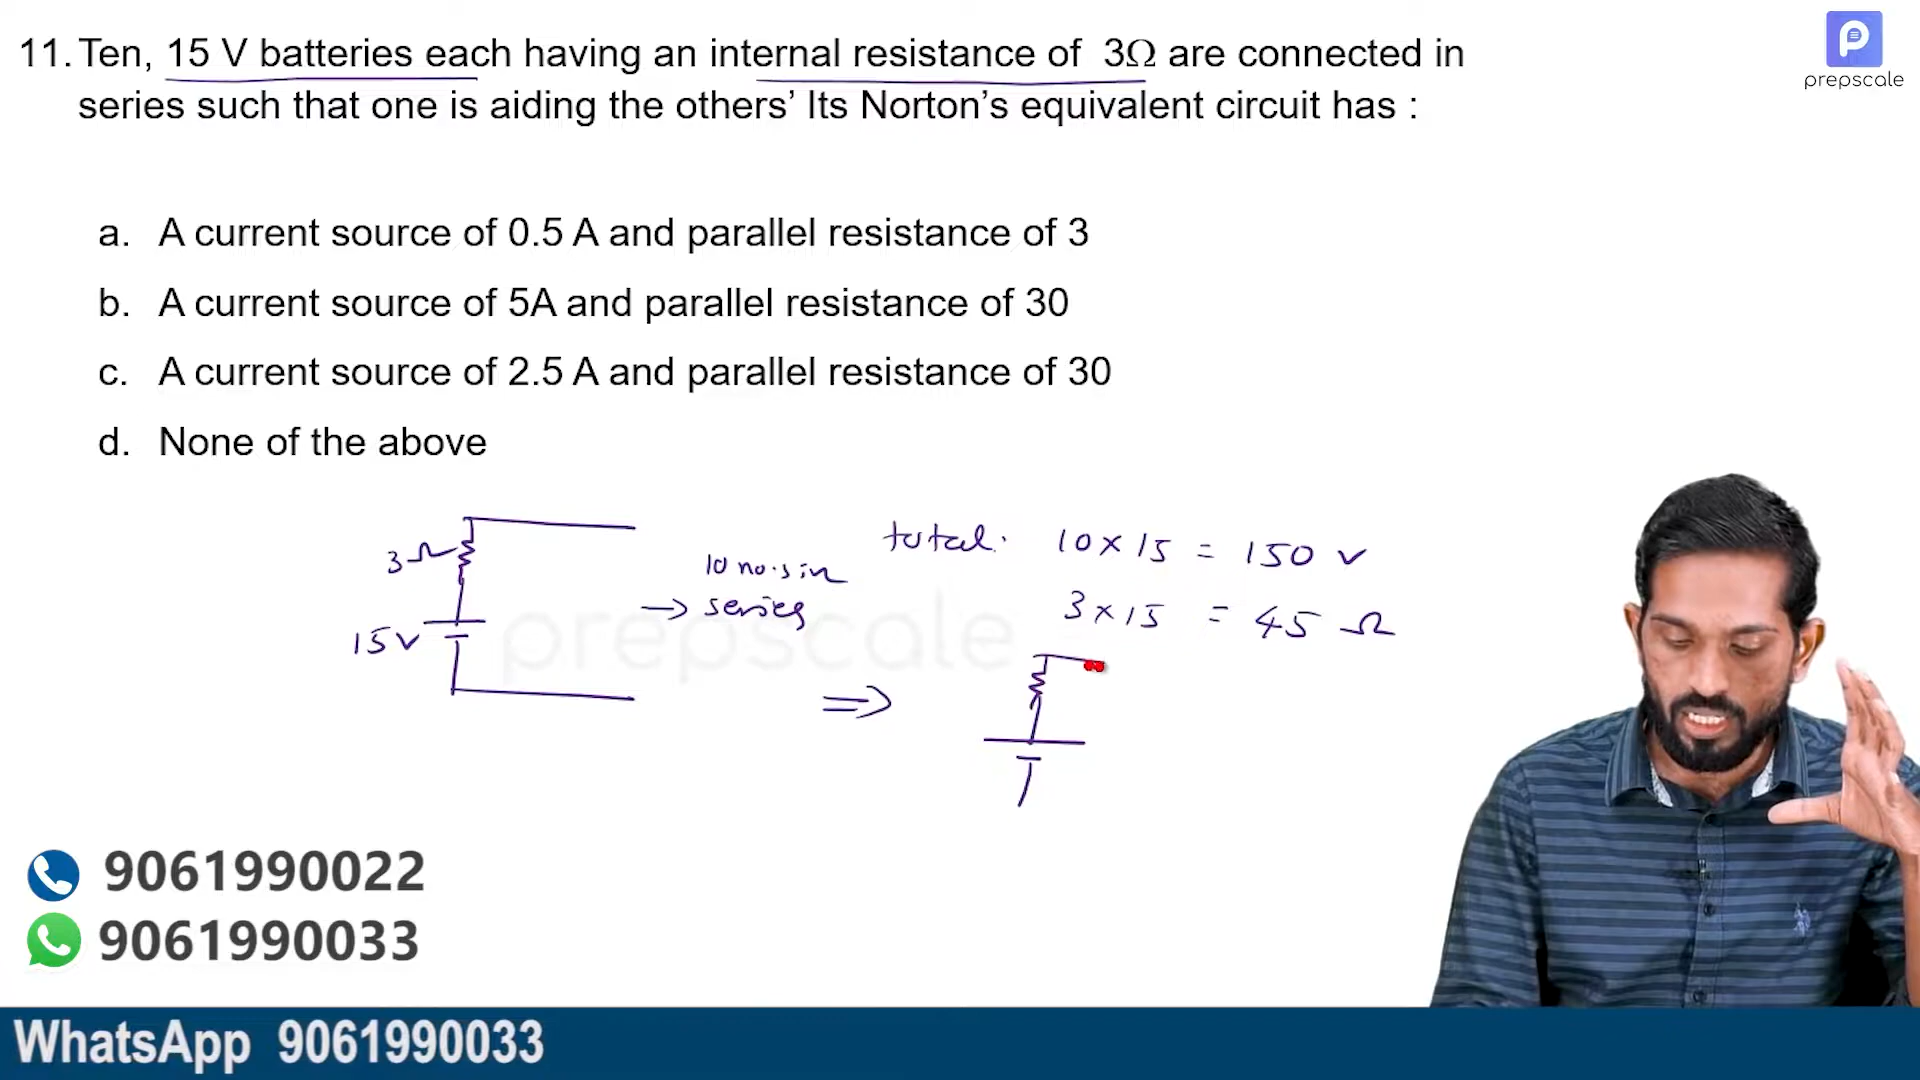 11. Ten, 15 V batteries each having an internal resistance of 3Ω are connected in
series such that one is aiding the others' Its Norton's equivalent circuit has :
prepscale
a. A current source of 0.5 A and parallel resistance of 3
b. A current source of 5A and parallel resistance of 30
c. A current source of 2.5 A and parallel resistance of 30
d. None of the above
3Ω
15V
10 no.s in
→ series
total. 10 × 15 = 150 v
3 × 15 = 45 Ω
⇒
prepscale
9061990022
9061990033
WhatsApp 9061990033